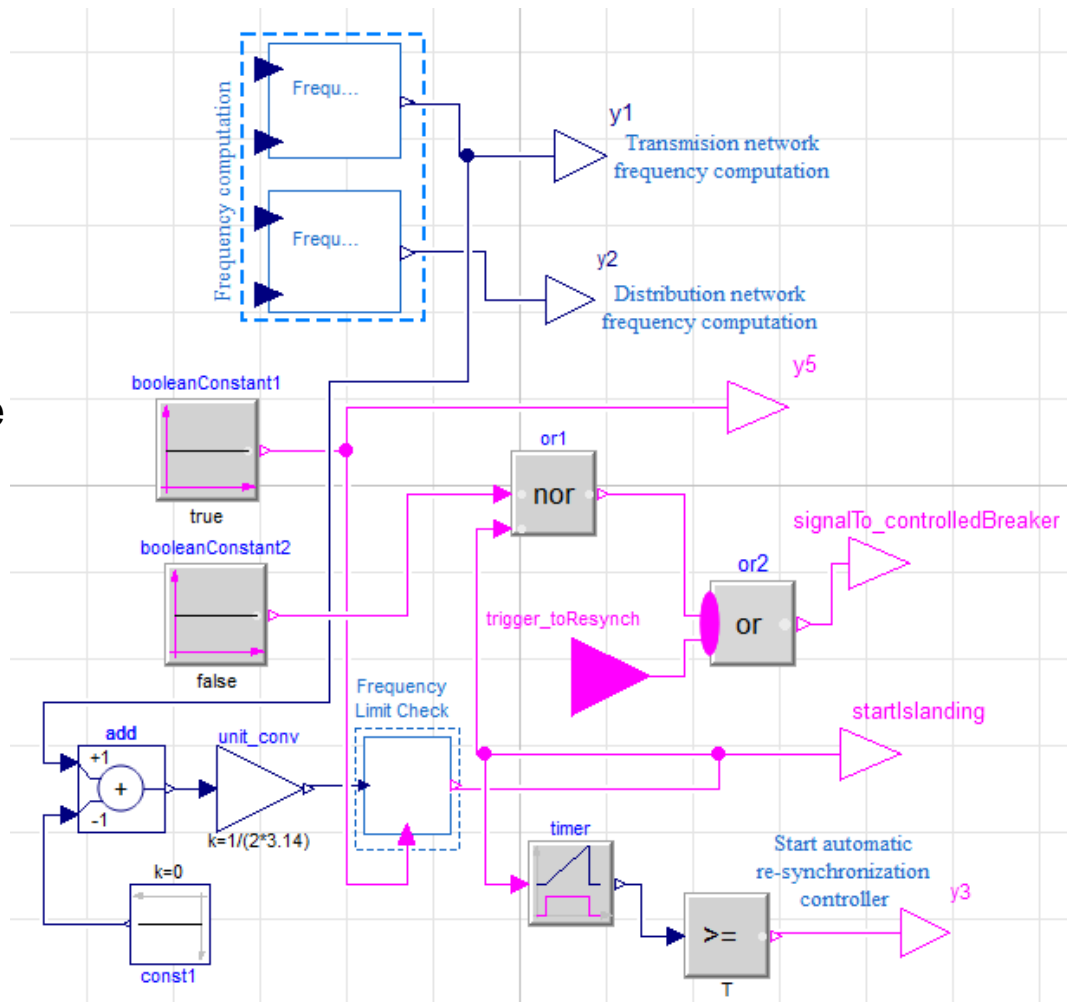 Frequency computation
Frequ...
Frequ...
y1
Transmision network
frequency computation
y2
Distribution network
frequency computation
e
booleanConstant1
true
y5
or1
nor
booleanConstant2
false
signalTo_controlledBreaker
or2
or
trigger_toResynch
Frequency
Limit Check
startIslanding
add
+1
+
-1
unit_conv
k=1/(2*3.14)
k=0
const1
timer
Start automatic
re-synchronization
controller
y3
>=
T